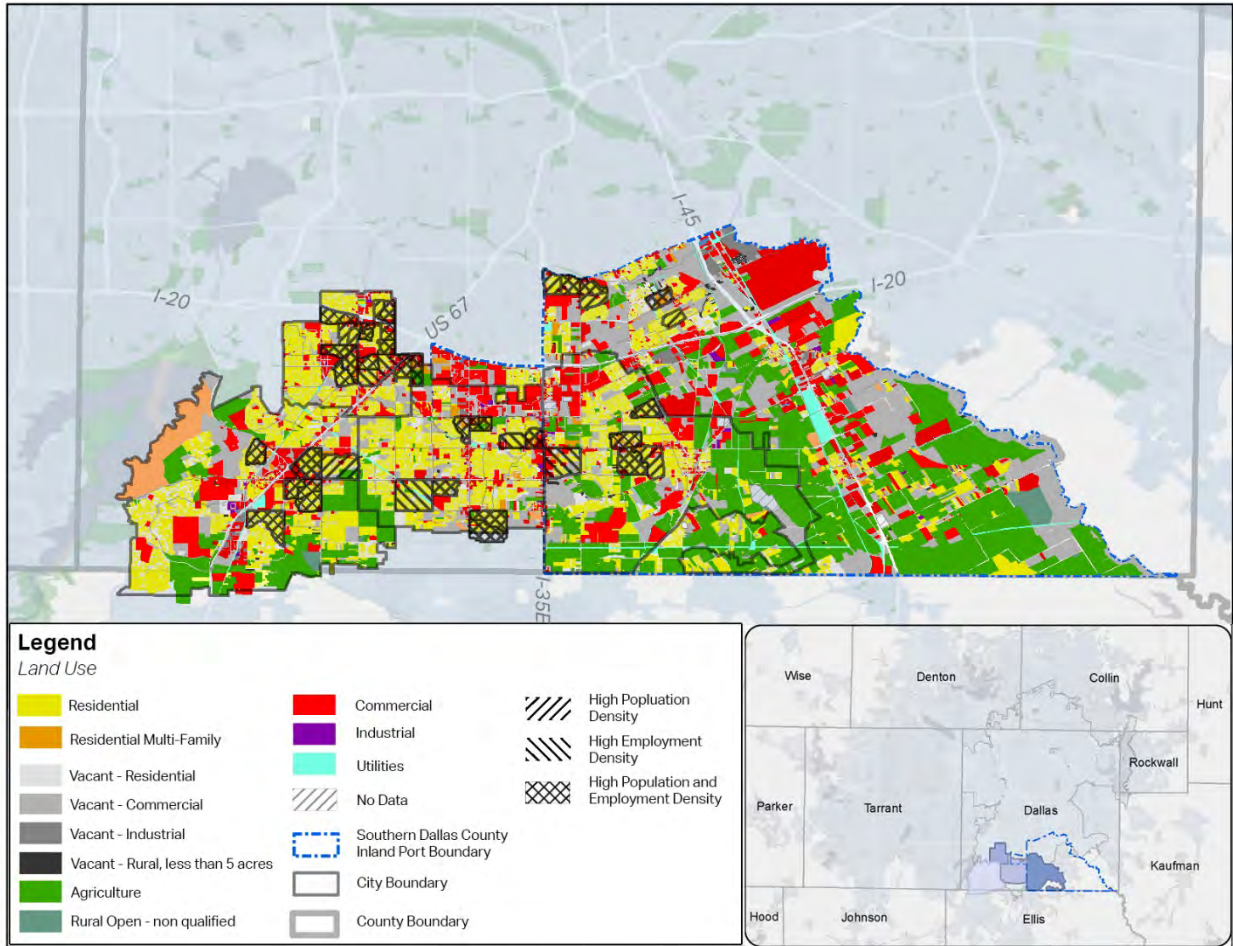 I-45
I-20
I-20
US 67
I-35E
Legend
Land Use
Residential
Residential Multi-Family
Vacant - Residential
Vacant - Commercial
Vacant - Industrial
Vacant - Rural, less than 5 acres
Agriculture
Rural Open - non qualified
Commercial
Industrial
Utilities
No Data
Southern Dallas County
Inland Port Boundary
City Boundary
County Boundary
High Popluation
Density
High Employment
Density
High Population and
Employment Density
Wise
Denton
Collin
Hunt
Rockwall
Parker
Tarrant
Dallas
Kaufman
Hood
Johnson
Ellis